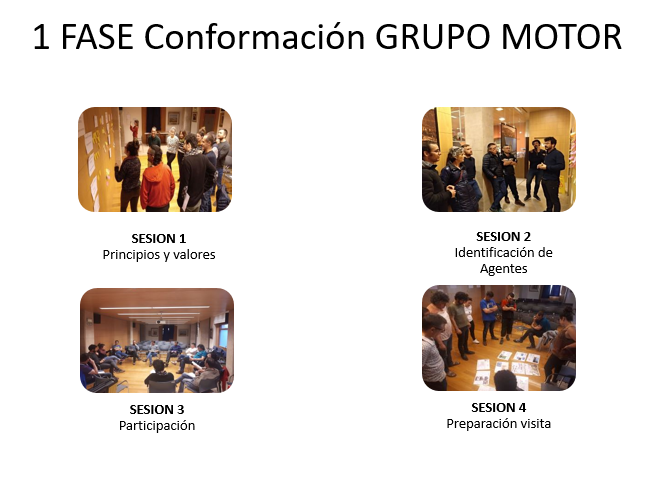 1 FASE Conformación GRUPO MOTOR
SESION 1
Principios y valores
SESION 2
Identificación de
Agentes
SESION 3
Participación
SESION 4
Preparación visita